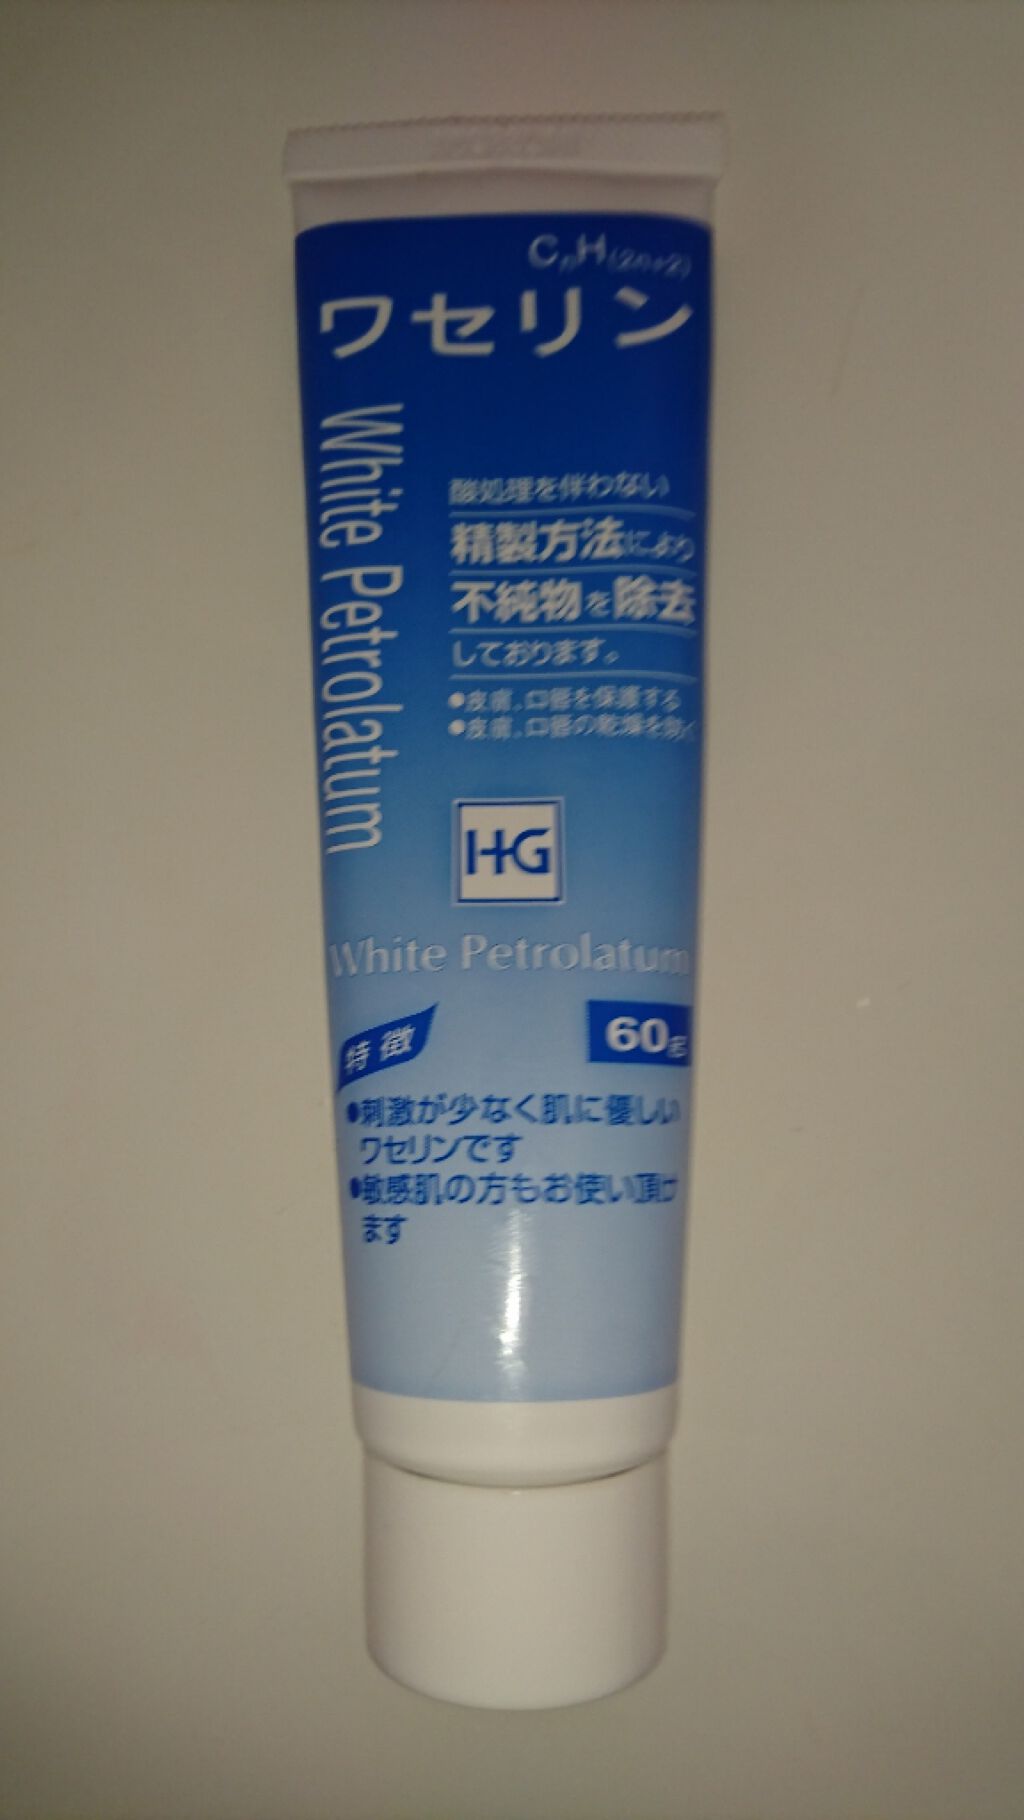 CnH(2n+2)
ワセリン
White Petrolatum
酸処理を伴わない
精製方法により
不純物を除去
しております。
●皮膚、口唇を保護する
●皮膚、口唇の乾燥を防ぐ
HG
White Petrolatum
特徴
60g
●刺激が少なく肌に優しい
ワセリンです
●敏感肌の方もお使い頂け
ます